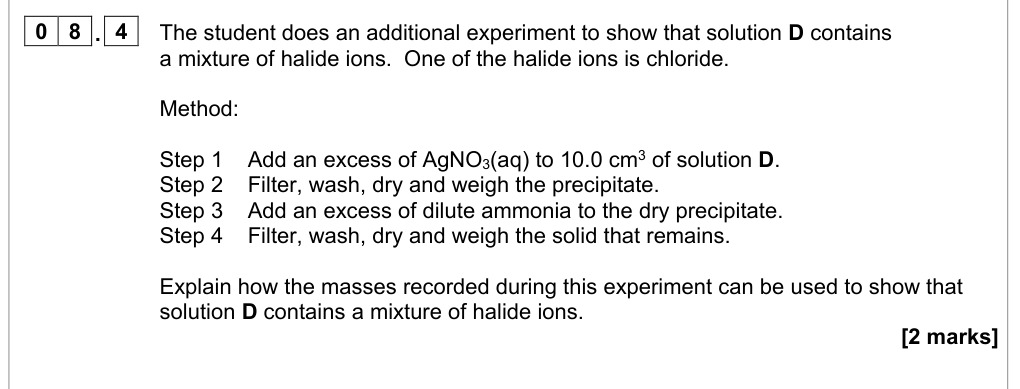 08.4 The student does an additional experiment to show that solution D contains
a mixture of halide ions. One of the halide ions is chloride.
Method:
Step 1 Add an excess of AgNO₃(aq) to 10.0 cm³ of solution D.
Step 2 Filter, wash, dry and weigh the precipitate.
Step 3 Add an excess of dilute ammonia to the dry precipitate.
Step 4 Filter, wash, dry and weigh the solid that remains.
Explain how the masses recorded during this experiment can be used to show that
solution D contains a mixture of halide ions.
[2 marks]